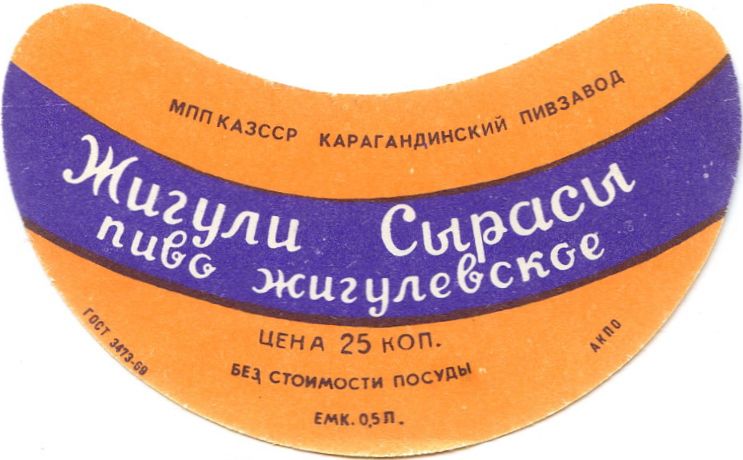 МПП КАЗССР КАРАГАНДИНСКИЙ ПИВЗАВОД
Жигули Сырасы
пиво жигулевское
ЦЕНА 25 КОП.
БЕЗ СТОИМОСТИ ПОСУДЫ
ЕМК. 0,5 Л.
ГОСТ 3473-69
АКПО